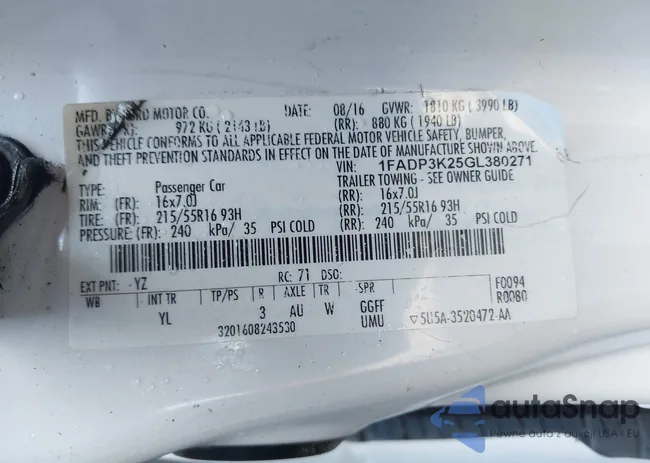 MFD. BY FORD MOTOR CO. DATE: 08/16 GVWR: 1810 KG ( 3990 LB)
GAWR: 972 KG ( 2143 LB) (RR): 880 KG ( 1940 LB)
THIS VEHICLE CONFORMS TO ALL APPLICABLE FEDERAL MOTOR VEHICLE SAFETY, BUMPER,
AND THEFT PREVENTION STANDARDS IN EFFECT ON THE DATE OF MANUFACTURE SHOWN ABOVE.
VIN: 1FADP3K25GL380271
TYPE: Passenger Car TRAILER TOWING - SEE OWNER GUIDE
RIM: (FR): 16x7.0J (RR): 16x7.0J
TIRE: (FR): 215/55R16 93H (RR): 215/55R16 93H
PRESSURE: (FR): 240 kPa/ 35 PSI COLD (RR): 240 kPa/ 35 PSI COLD
EXT PNT: YZ RC: 71 DSO: F0094
WB INT TR TP/PS R AXLE TR SPR R0080
YL 3 AU W GGFF
3201608243530 UMU ▽5U5A-3520472-AA
autoSnap
Pewne auta z aukcji USA i EU